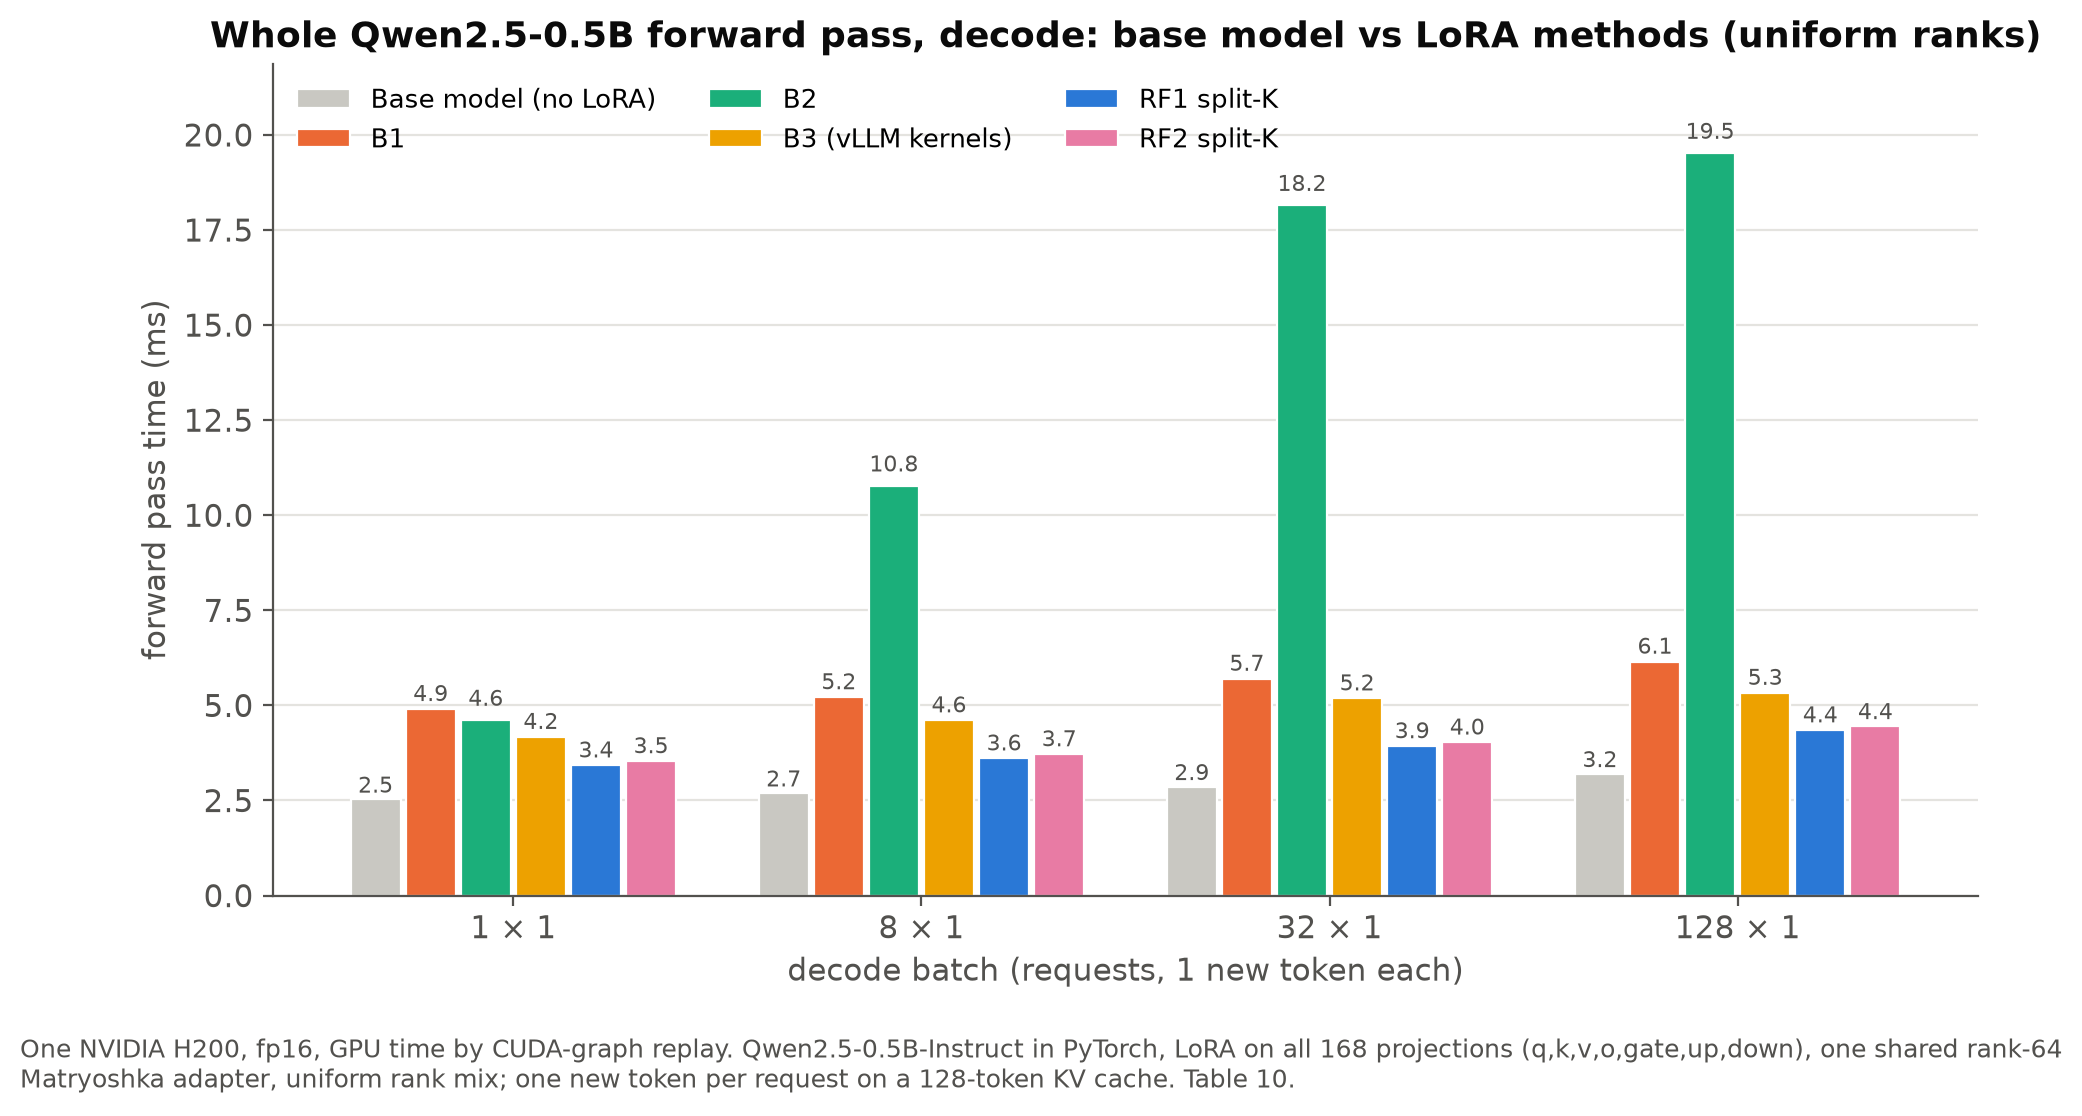 Whole Qwen2.5-0.5B forward pass, decode: base model vs LoRA methods (uniform ranks)
Base model (no LoRA)
B1
B2
B3 (vLLM kernels)
RF1 split-K
RF2 split-K
forward pass time (ms)
20.0
17.5
15.0
12.5
10.0
7.5
5.0
2.5
0.0
2.5
4.9
4.6
4.2
3.4
3.5
2.7
5.2
10.8
4.6
3.6
3.7
2.9
5.7
18.2
5.2
3.9
4.0
3.2
6.1
19.5
5.3
4.4
4.4
1 × 1
8 × 1
32 × 1
128 × 1
decode batch (requests, 1 new token each)
One NVIDIA H200, fp16, GPU time by CUDA-graph replay. Qwen2.5-0.5B-Instruct in PyTorch, LoRA on all 168 projections (q,k,v,o,gate,up,down), one shared rank-64
Matryoshka adapter, uniform rank mix; one new token per request on a 128-token KV cache. Table 10.